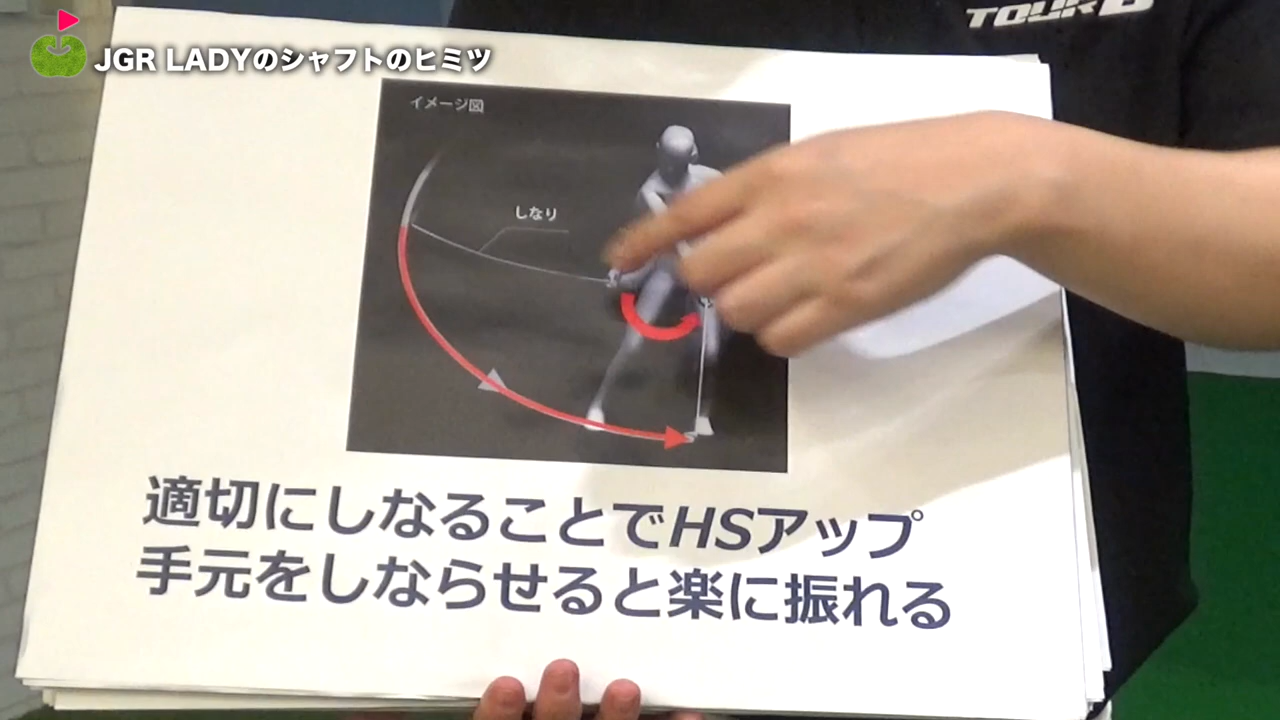 TOUR B
JGR LADYのシャフトのヒミツ
イメージ図
しなり
適切にしなることでHSアップ
手元をしならせると楽に振れる